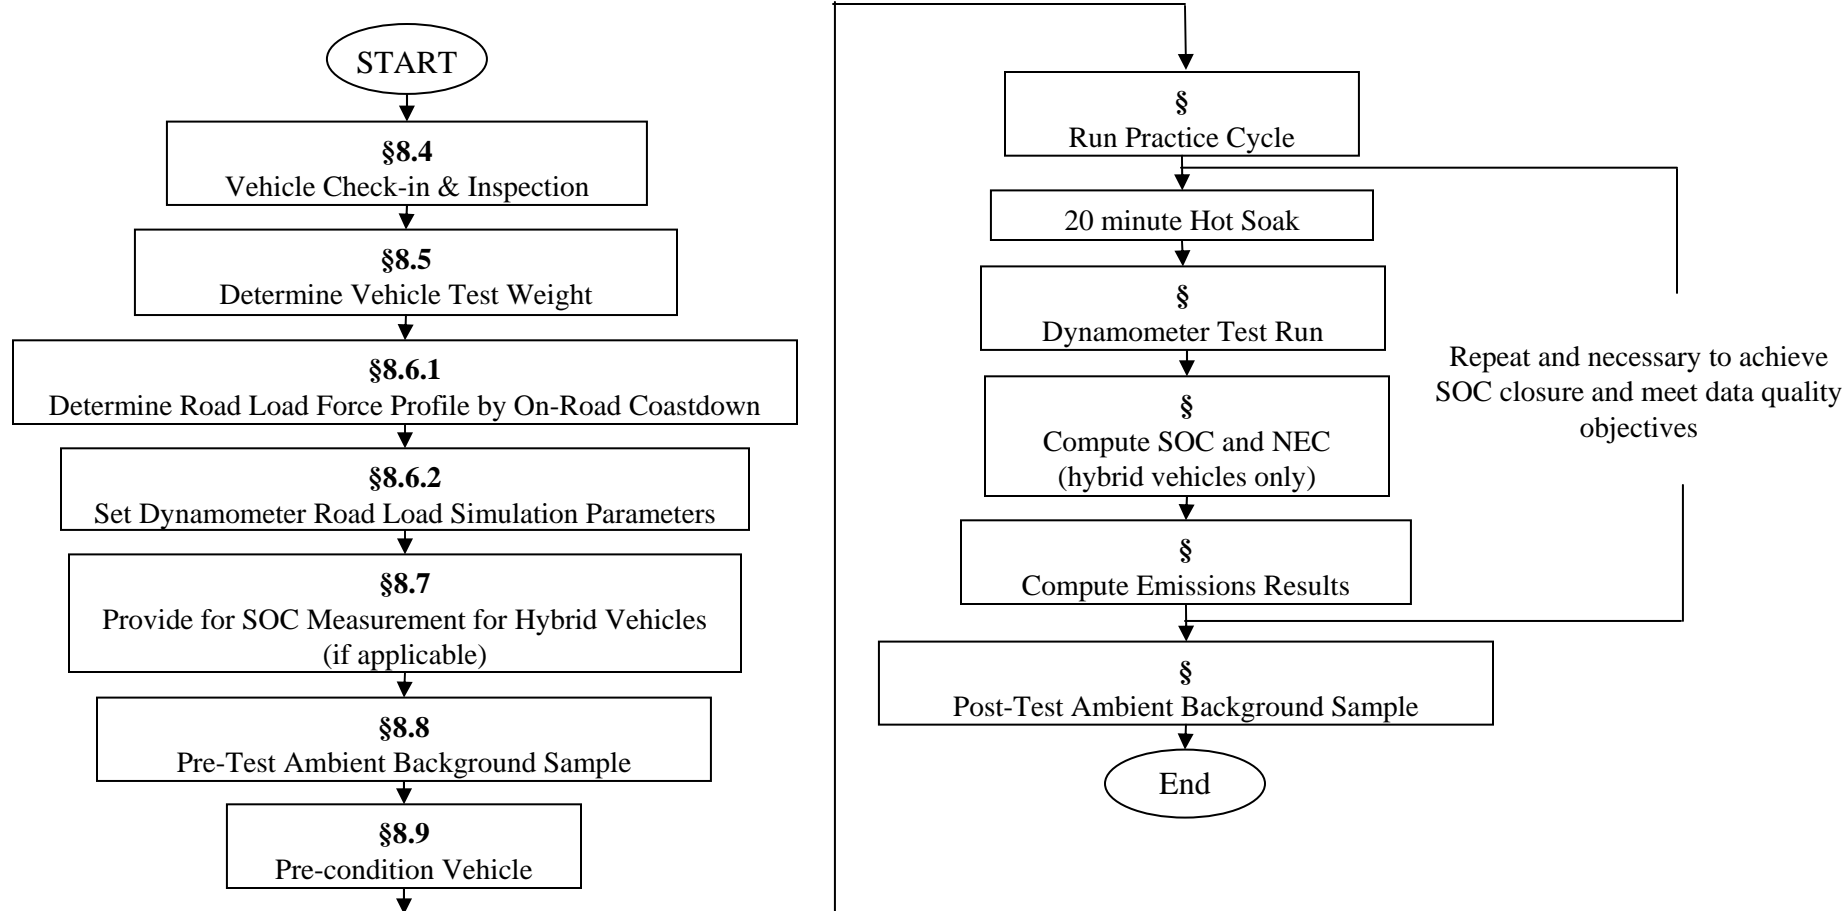 START
§8.4
Vehicle Check-in & Inspection
§8.5
Determine Vehicle Test Weight
§8.6.1
Determine Road Load Force Profile by On-Road Coastdown
§8.6.2
Set Dynamometer Road Load Simulation Parameters
§8.7
Provide for SOC Measurement for Hybrid Vehicles
(if applicable)
§8.8
Pre-Test Ambient Background Sample
§8.9
Pre-condition Vehicle
§
Run Practice Cycle
20 minute Hot Soak
§
Dynamometer Test Run
§
Compute SOC and NEC
(hybrid vehicles only)
§
Compute Emissions Results
Repeat and necessary to achieve
SOC closure and meet data quality
objectives
§
Post-Test Ambient Background Sample
End